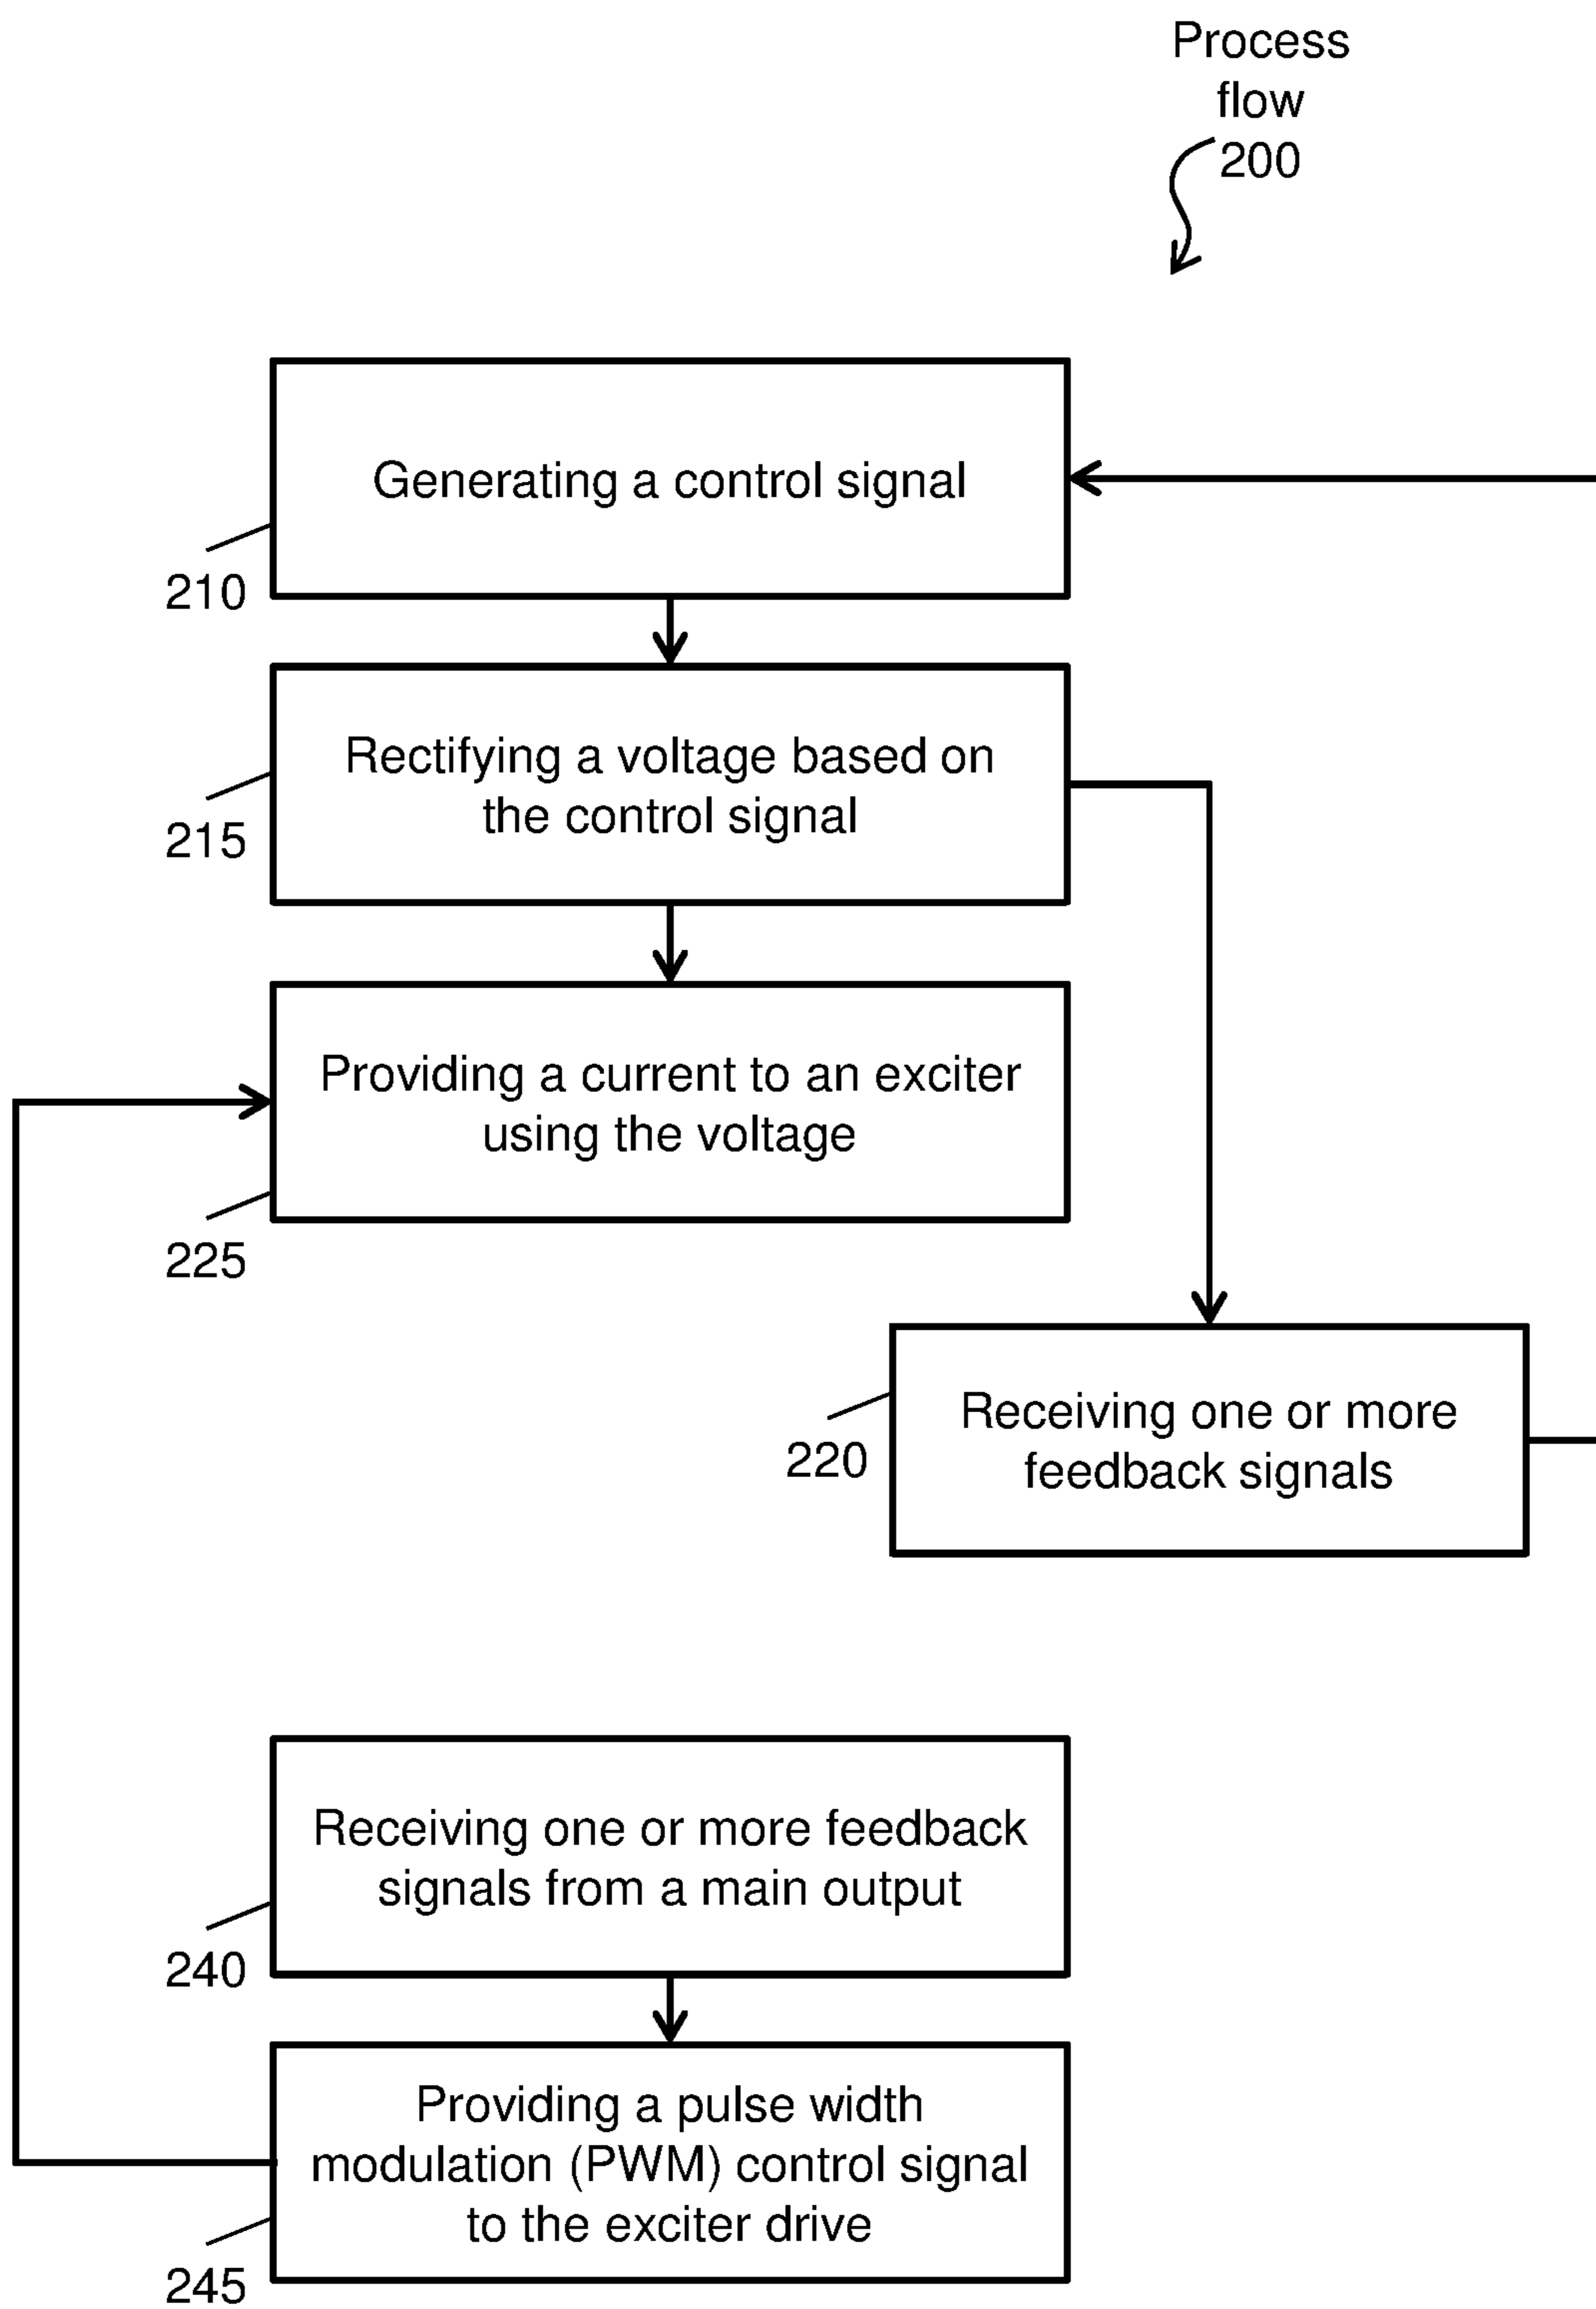 Process
flow
200
Generating a control signal
210
Rectifying a voltage based on
the control signal
215
Providing a current to an exciter
using the voltage
225
Receiving one or more
feedback signals
220
Receiving one or more feedback
signals from a main output
240
Providing a pulse width
modulation (PWM) control signal
to the exciter drive
245